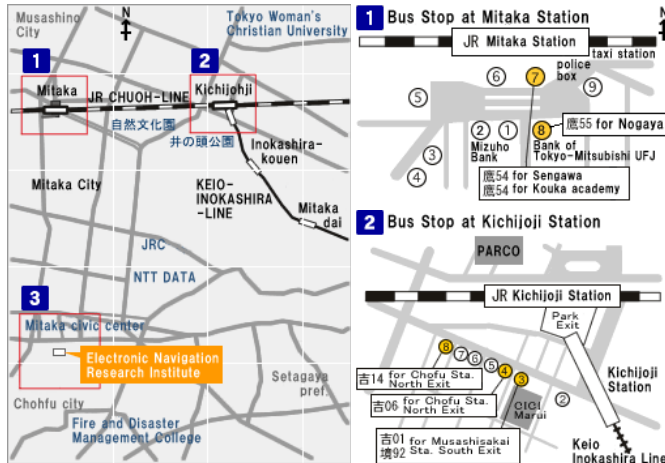 Musashino
City
N
Tokyo Woman's
Christian University
1
2
Mitaka
Kichijohji
JR CHUOH-LINE
自然文化園
井の頭公園
Inokashira-
kouen
Mitaka City
KEIO-
INOKASHIRA
-LINE
Mitaka
dai
JRC
NTT DATA
3
Mitaka civic center
Electronic Navigation
Research Institute
Setagaya
pref.
Chohfu city
Fire and Disaster
Management College
1 Bus Stop at Mitaka Station
N
JR Mitaka Station
taxi station
police
box
⑥
⑦
⑨
⑤
②
①
⑧
鷹55 for Nogaya
Mizuho
Bank
Bank of
Tokyo-Mitsubishi UFJ
③
④
鷹54 for Sengawa
鷹54 for Kouka academy
2 Bus Stop at Kichijoji Station
N
PARCO
JR Kichijoji Station
Park
Exit
⑧
⑦
⑥
⑤
④
③
②
吉14 for Chofu Sta.
North Exit
吉06 for Chofu Sta.
North Exit
CICI
Marui
Kichijoji
Station
吉01
境92
for Musashisakai
Sta. South Exit
Keio
Inokashira Line